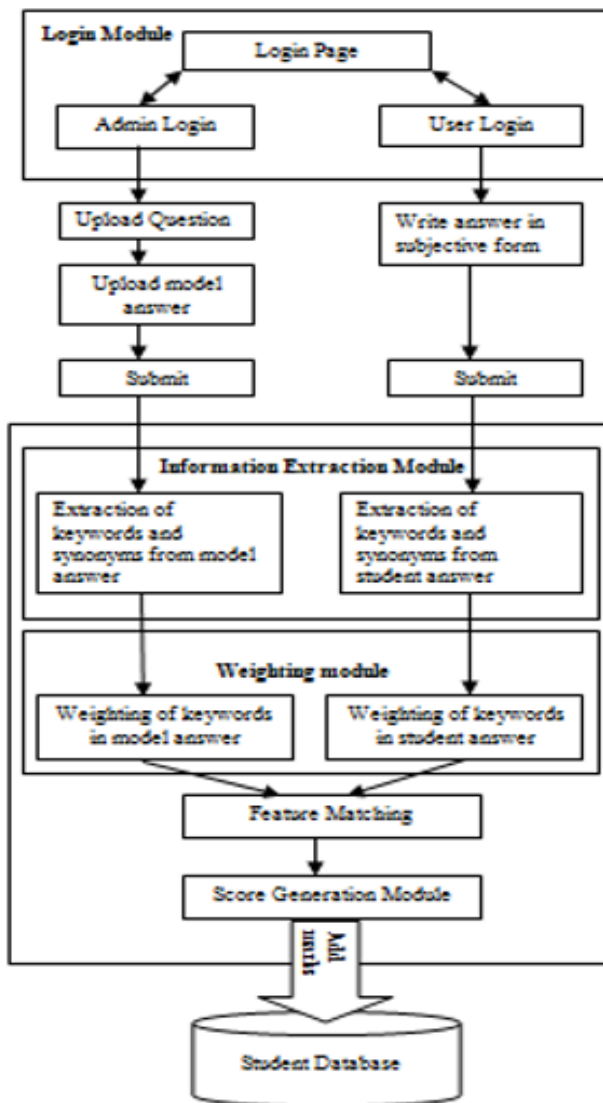 Login Module
Login Page
Admin Login
User Login
Upload Question
Write answer in
subjective form
Upload model
answer
Submit
Submit
Information Extraction Module
Extraction of
keywords and
synonyms from model
answer
Extraction of
keywords and
synonyms from
student answer
Weighting module
Weighting of keywords
in model answer
Weighting of keywords
in student answer
Feature Matching
Score Generation Module
Add
marks
Student Database